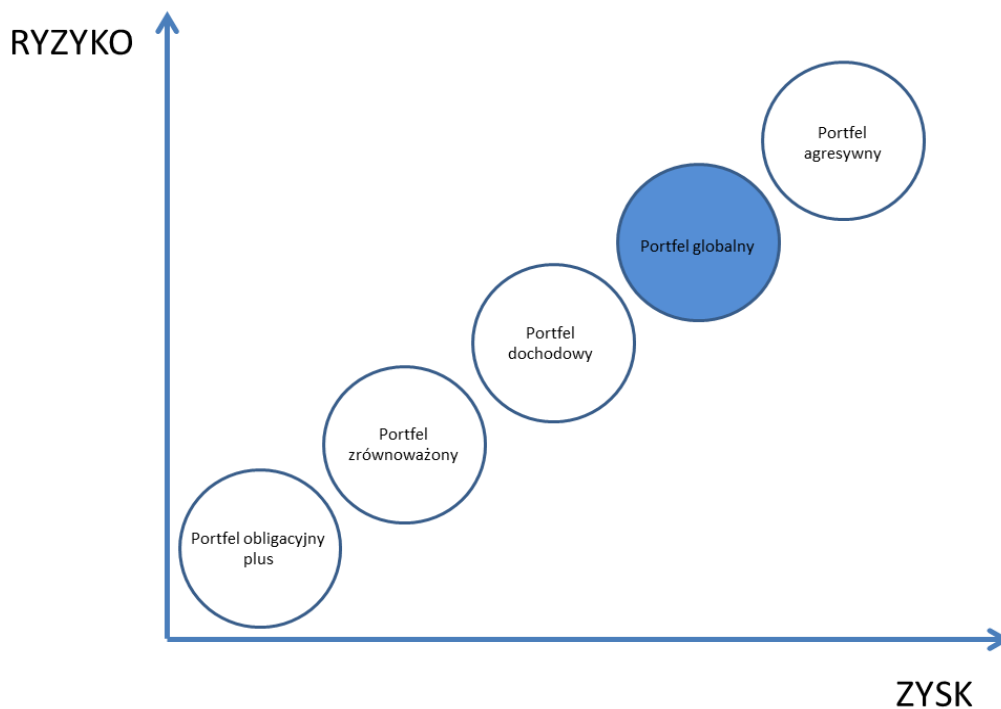 RYZYKO
Portfel
agresywny
Portfel globalny
Portfel
dochodowy
Portfel
zrównoważony
Portfel obligacyjny
plus
ZYSK